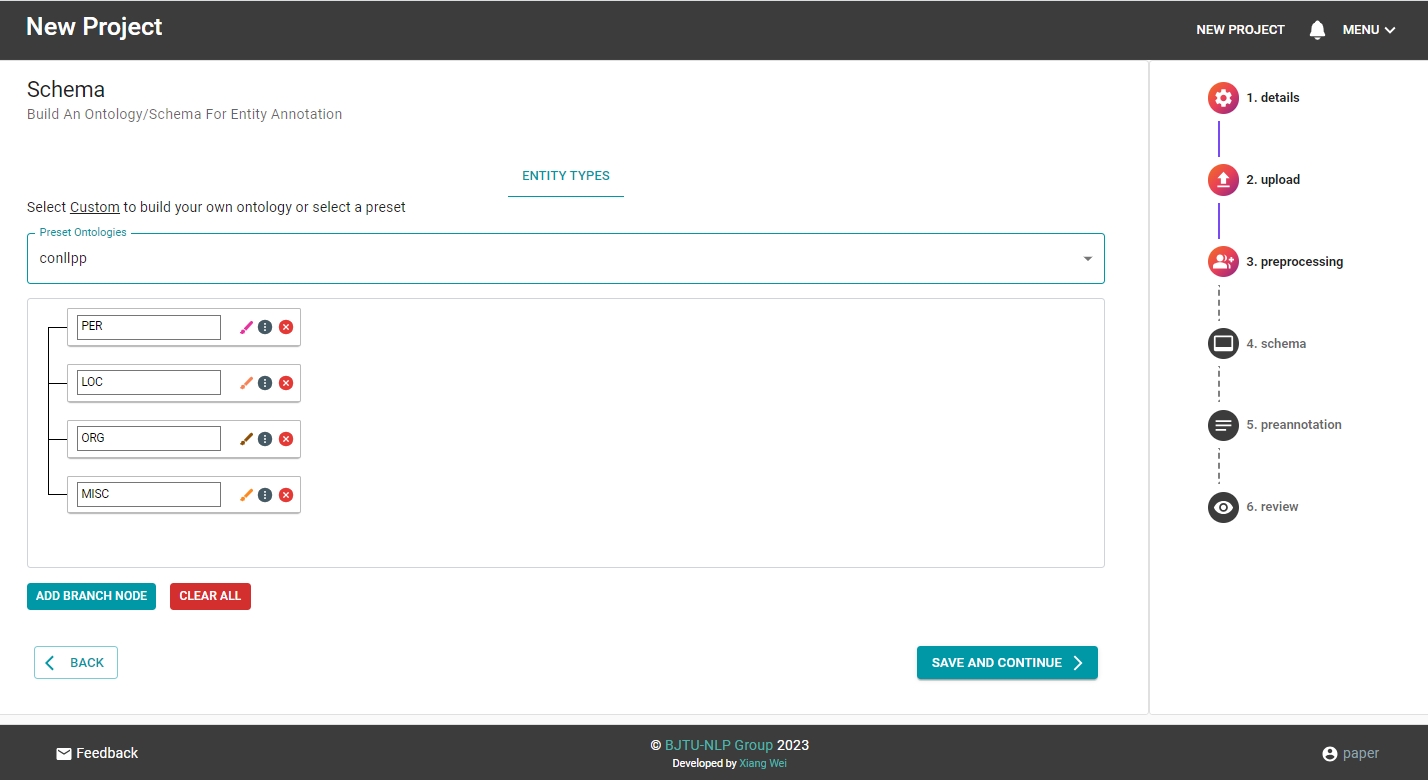 New Project
NEW PROJECT
MENU
Schema
Build An Ontology/Schema For Entity Annotation
ENTITY TYPES
Select Custom to build your own ontology or select a preset
Preset Ontologies
conllpp
PER
LOC
ORG
MISC
ADD BRANCH NODE
CLEAR ALL
BACK
SAVE AND CONTINUE
1. details
2. upload
3. preprocessing
4. schema
5. preannotation
6. review
Feedback
© BJTU-NLP Group 2023
Developed by Xiang Wei
paper